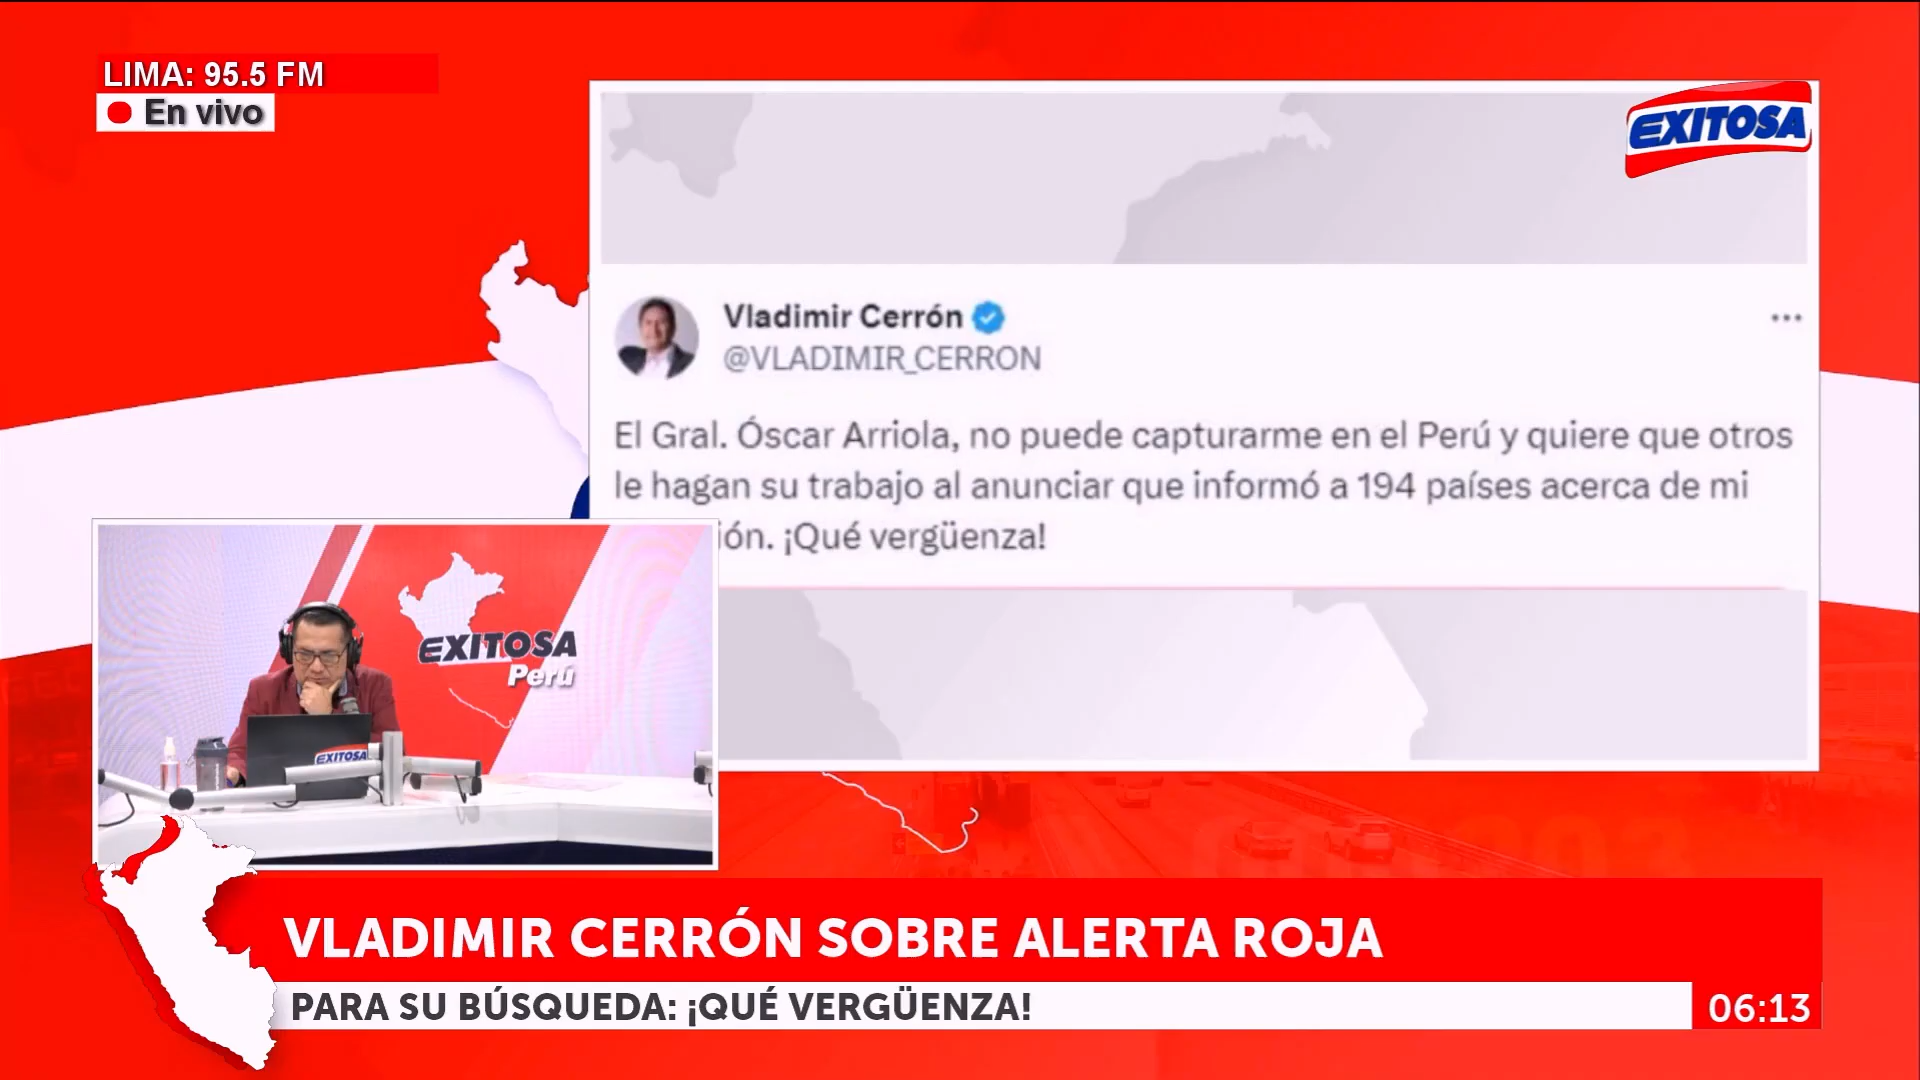 LIMA: 95.5 FM
En vivo
EXITOSA
Vladimir Cerrón
@VLADIMIR_CERRON
El Gral. Óscar Arriola, no puede capturarme en el Perú y quiere que otros
le hagan su trabajo al anunciar que informó a 194 países acerca de mi
ión. ¡Qué vergüenza!
EXITOSA
Perú
EXITOSA
VLADIMIR CERRÓN SOBRE ALERTA ROJA
PARA SU BÚSQUEDA: ¡QUÉ VERGÜENZA!
06:13